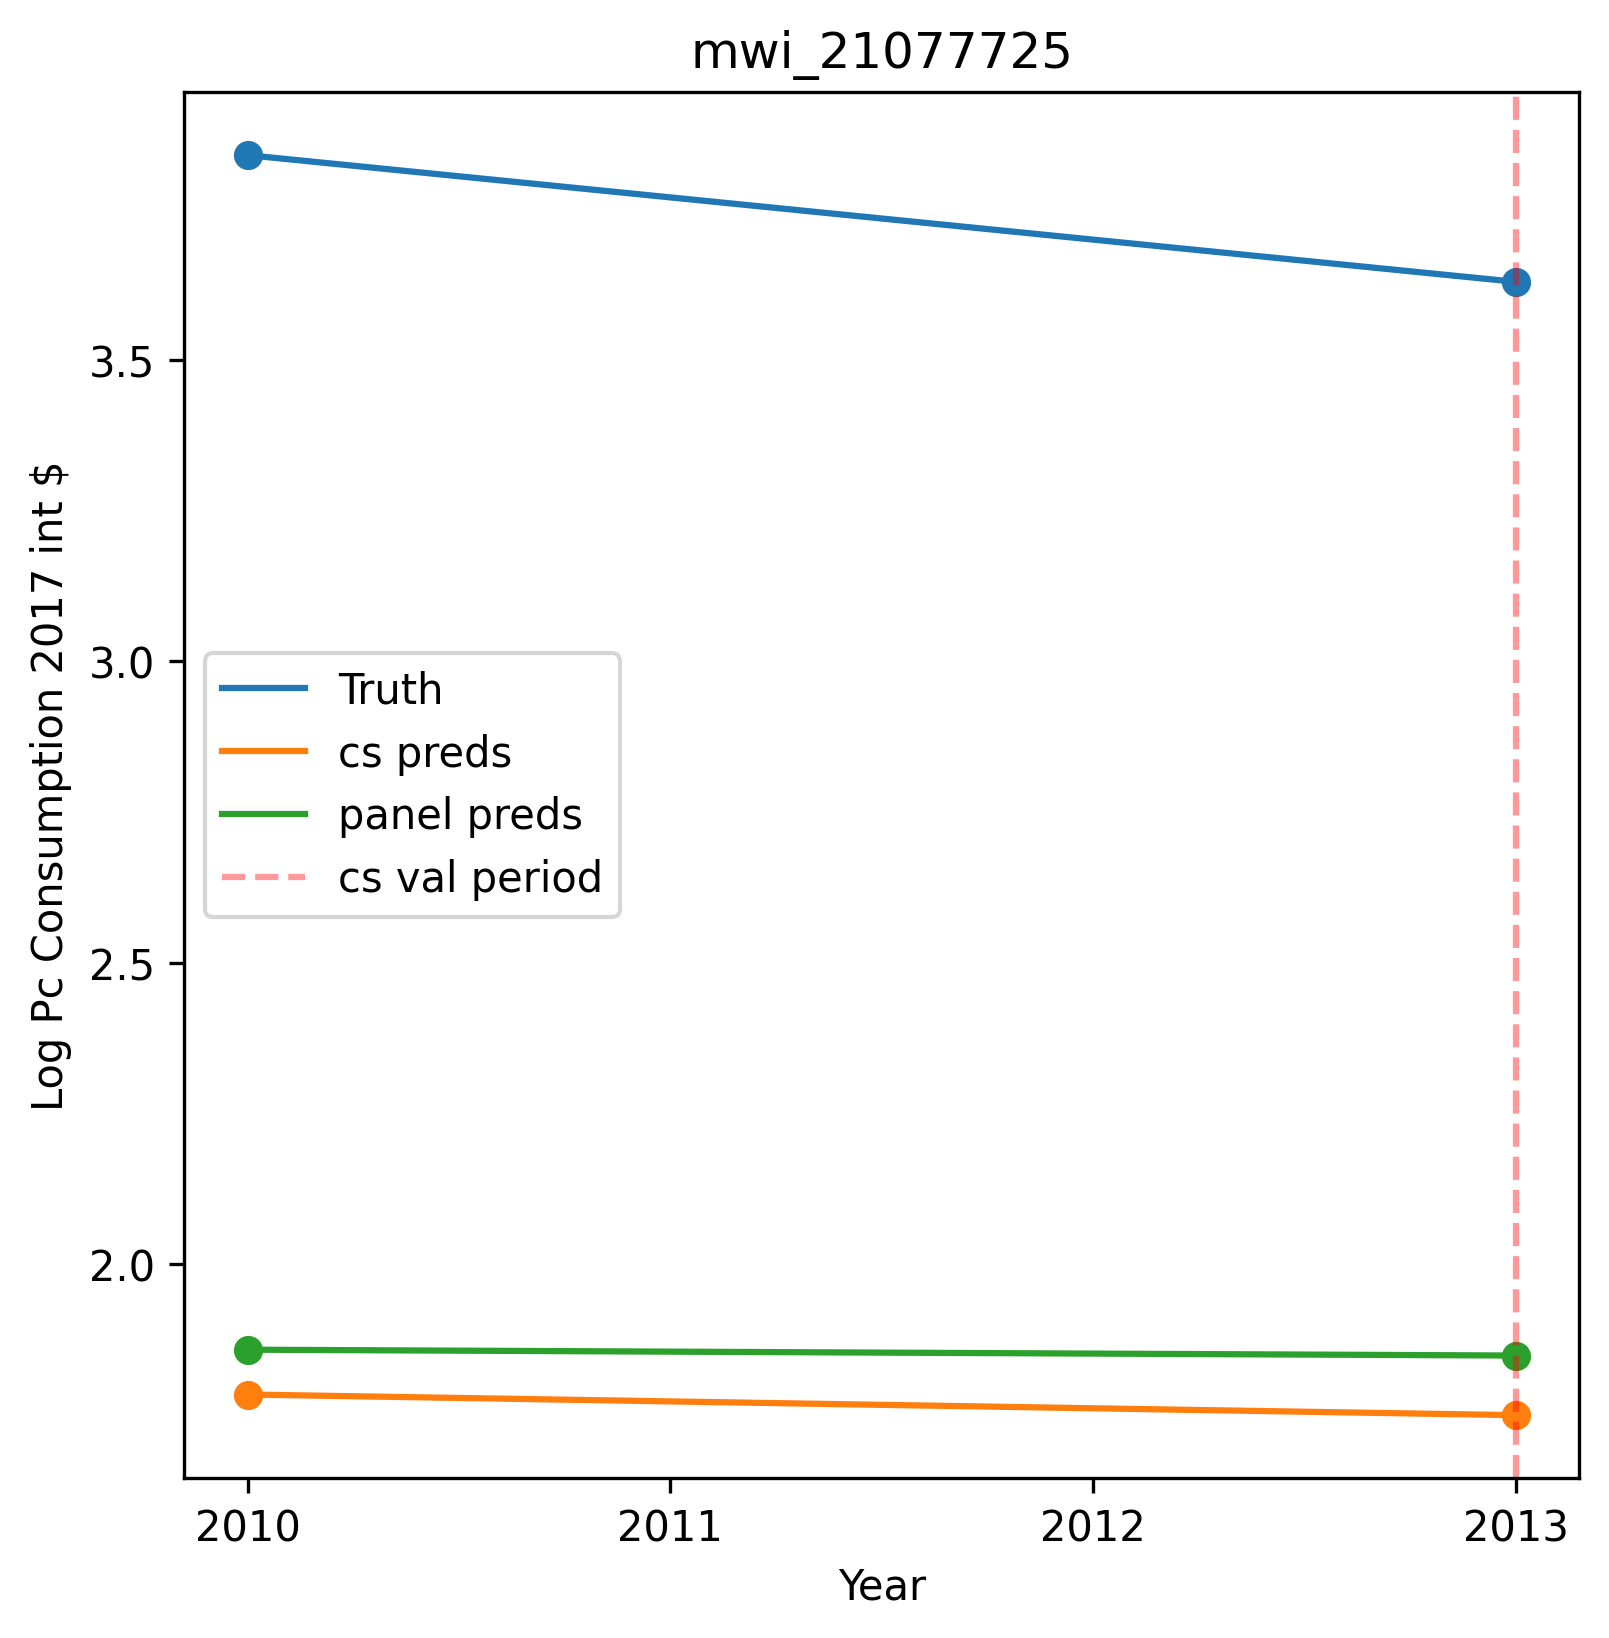 mwi_21077725
Log Pc Consumption 2017 int $
3.5
3.0
2.5
2.0
Truth
cs preds
panel preds
cs val period
2010 2011 2012 2013
Year